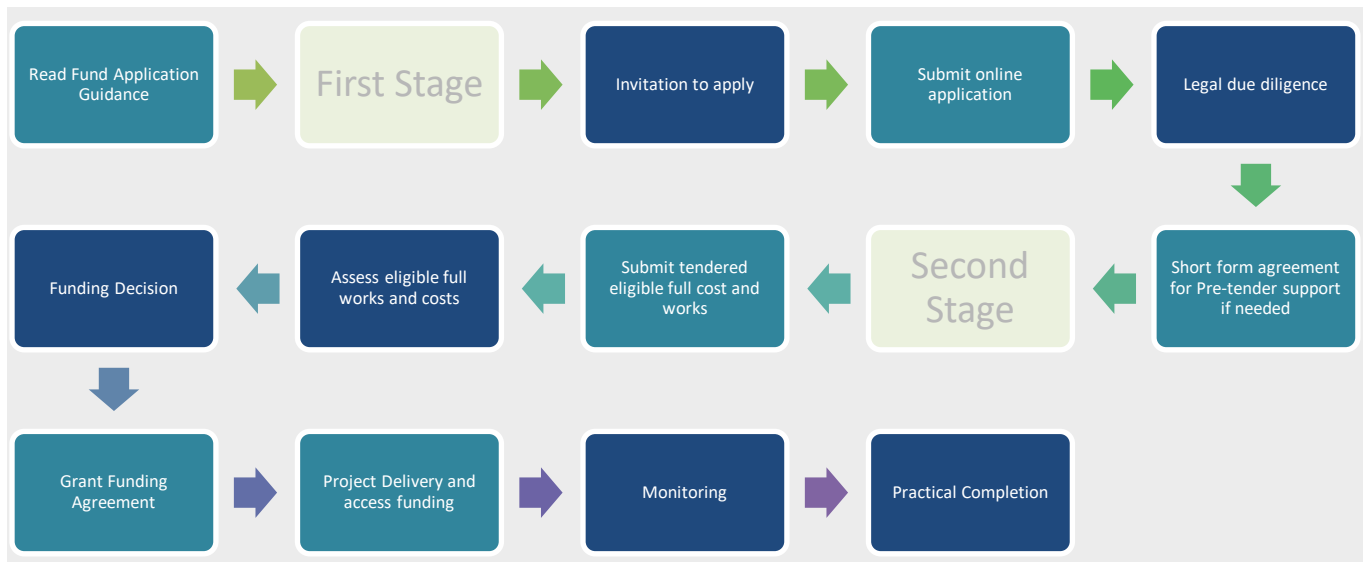 Read Fund Application
Guidance
First Stage
Invitation to apply
Submit online
application
Legal due diligence
Short form agreement
for Pre-tender support
if needed
Second
Stage
Submit tendered
eligible full cost and
works
Assess eligible full
works and costs
Funding Decision
Grant Funding
Agreement
Project Delivery and
access funding
Monitoring
Practical Completion